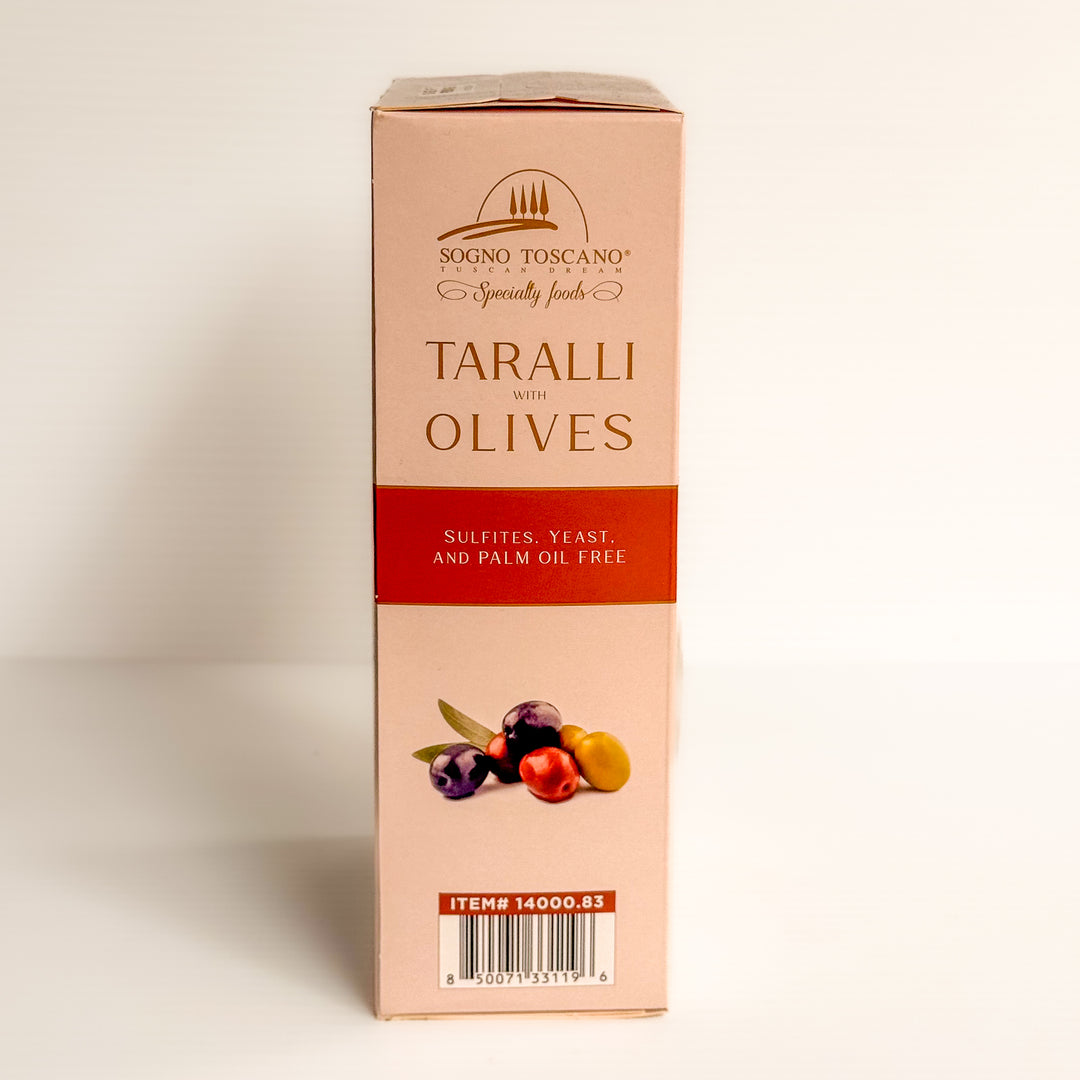 SOGNO TOSCANO®
TUSCAN DREAM
Specialty foods
TARALLI
WITH
OLIVES
SULFITES, YEAST,
AND PALM OIL FREE
ITEM# 14000.83
8 50071 33119 6